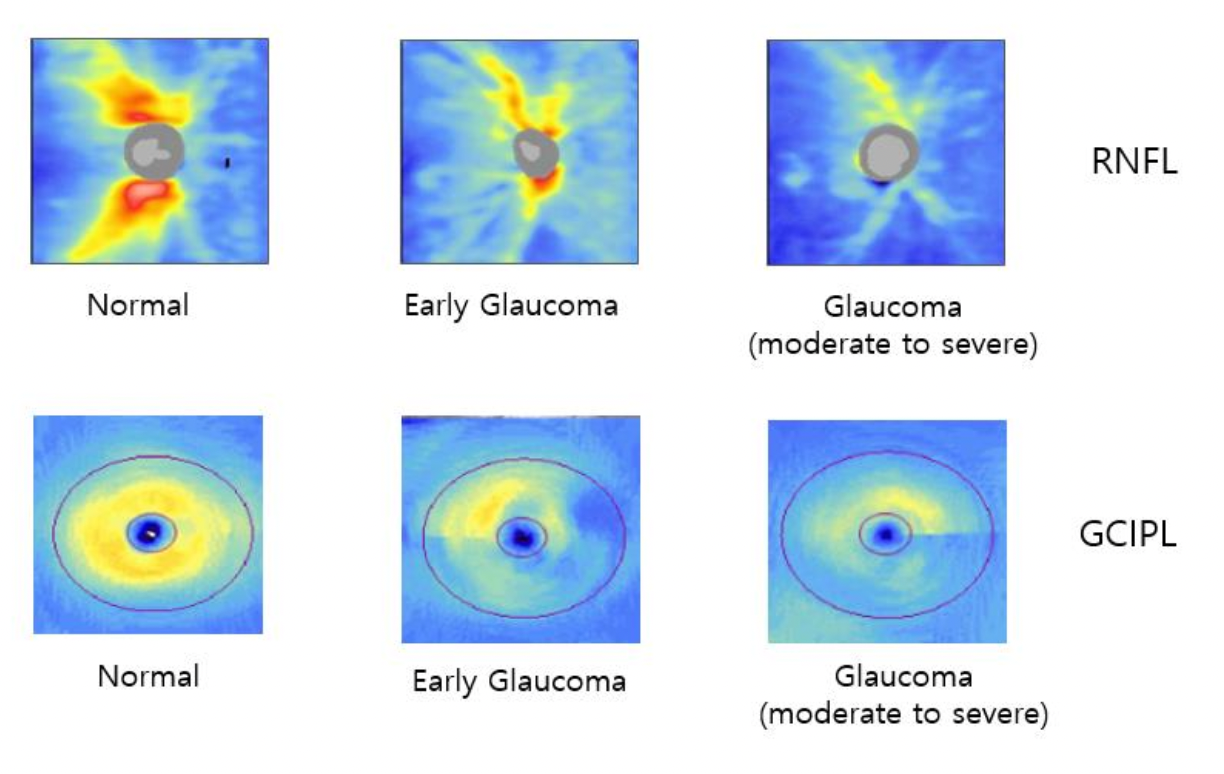 RNFL
Normal
Early Glaucoma
Glaucoma
(moderate to severe)
GCIPL
Normal
Early Glaucoma
Glaucoma
(moderate to severe)